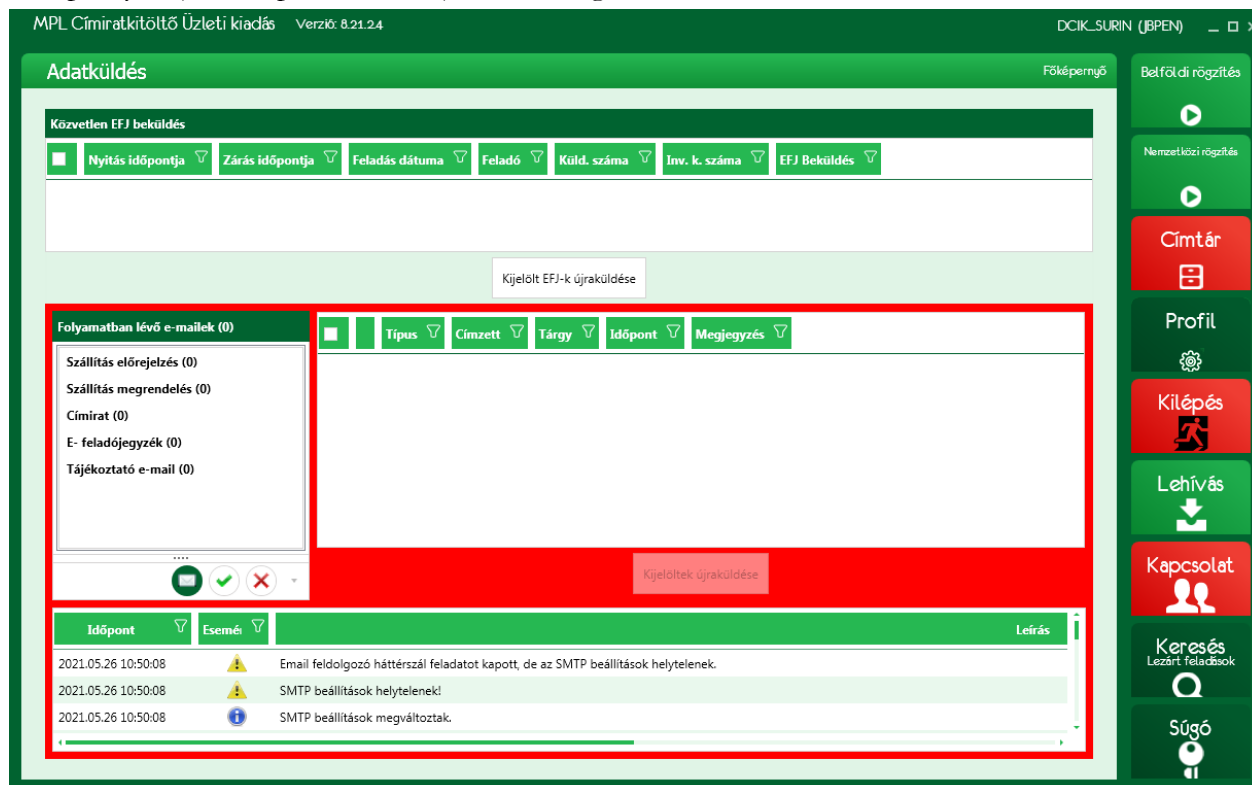 MPL Címiratkitöltő Üzleti kiadás Verzió: 8.21.2.4
DCIK_SURIN (JBPEN)
Adatküldés
Főképernyő
Közvetlen EFJ beküldés
Nyitás időpontja Zárás időpontja Feladás dátuma Feladó Küld. száma Inv. k. száma EFJ Beküldés
Kijelölt EFJ-k újraküldése
Folyamatban lévő e-mailek (0)
Szállítás előrejelzés (0)
Szállítás megrendelés (0)
Címirat (0)
E- feladójegyzék (0)
Tájékoztató e-mail (0)
Típus Címzett Tárgy Időpont Megjegyzés
Kijelöltek újraküldése
Időpont Esemé Leírás
2021.05.26 10:50:08 Email feldolgozó háttérszál feladatot kapott, de az SMTP beállítások helytelenek.
2021.05.26 10:50:08 SMTP beállítások helytelenek!
2021.05.26 10:50:08 SMTP beállítások megváltoztak.
Belföldi rögzítés
Nemzetközi rögzítés
Címtár
Profil
Kilépés
Lehívás
Kapcsolat
Keresés
Lezárt feladások
Súgó